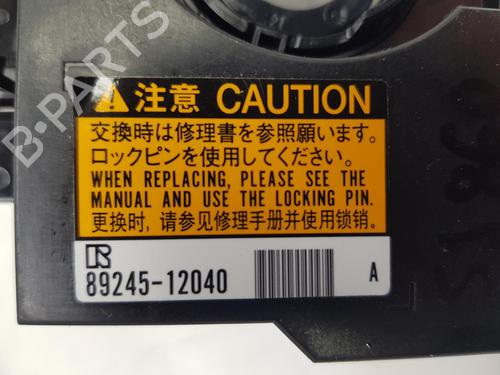 注意 CAUTION
交換時は修理書を参照願います。
ロックピンを使用してください。
WHEN REPLACING, PLEASE SEE THE
MANUAL AND USE THE LOCKING PIN.
更换时, 请参见修理手册并使用锁销。
R
89245-12040 A
B-PARTS